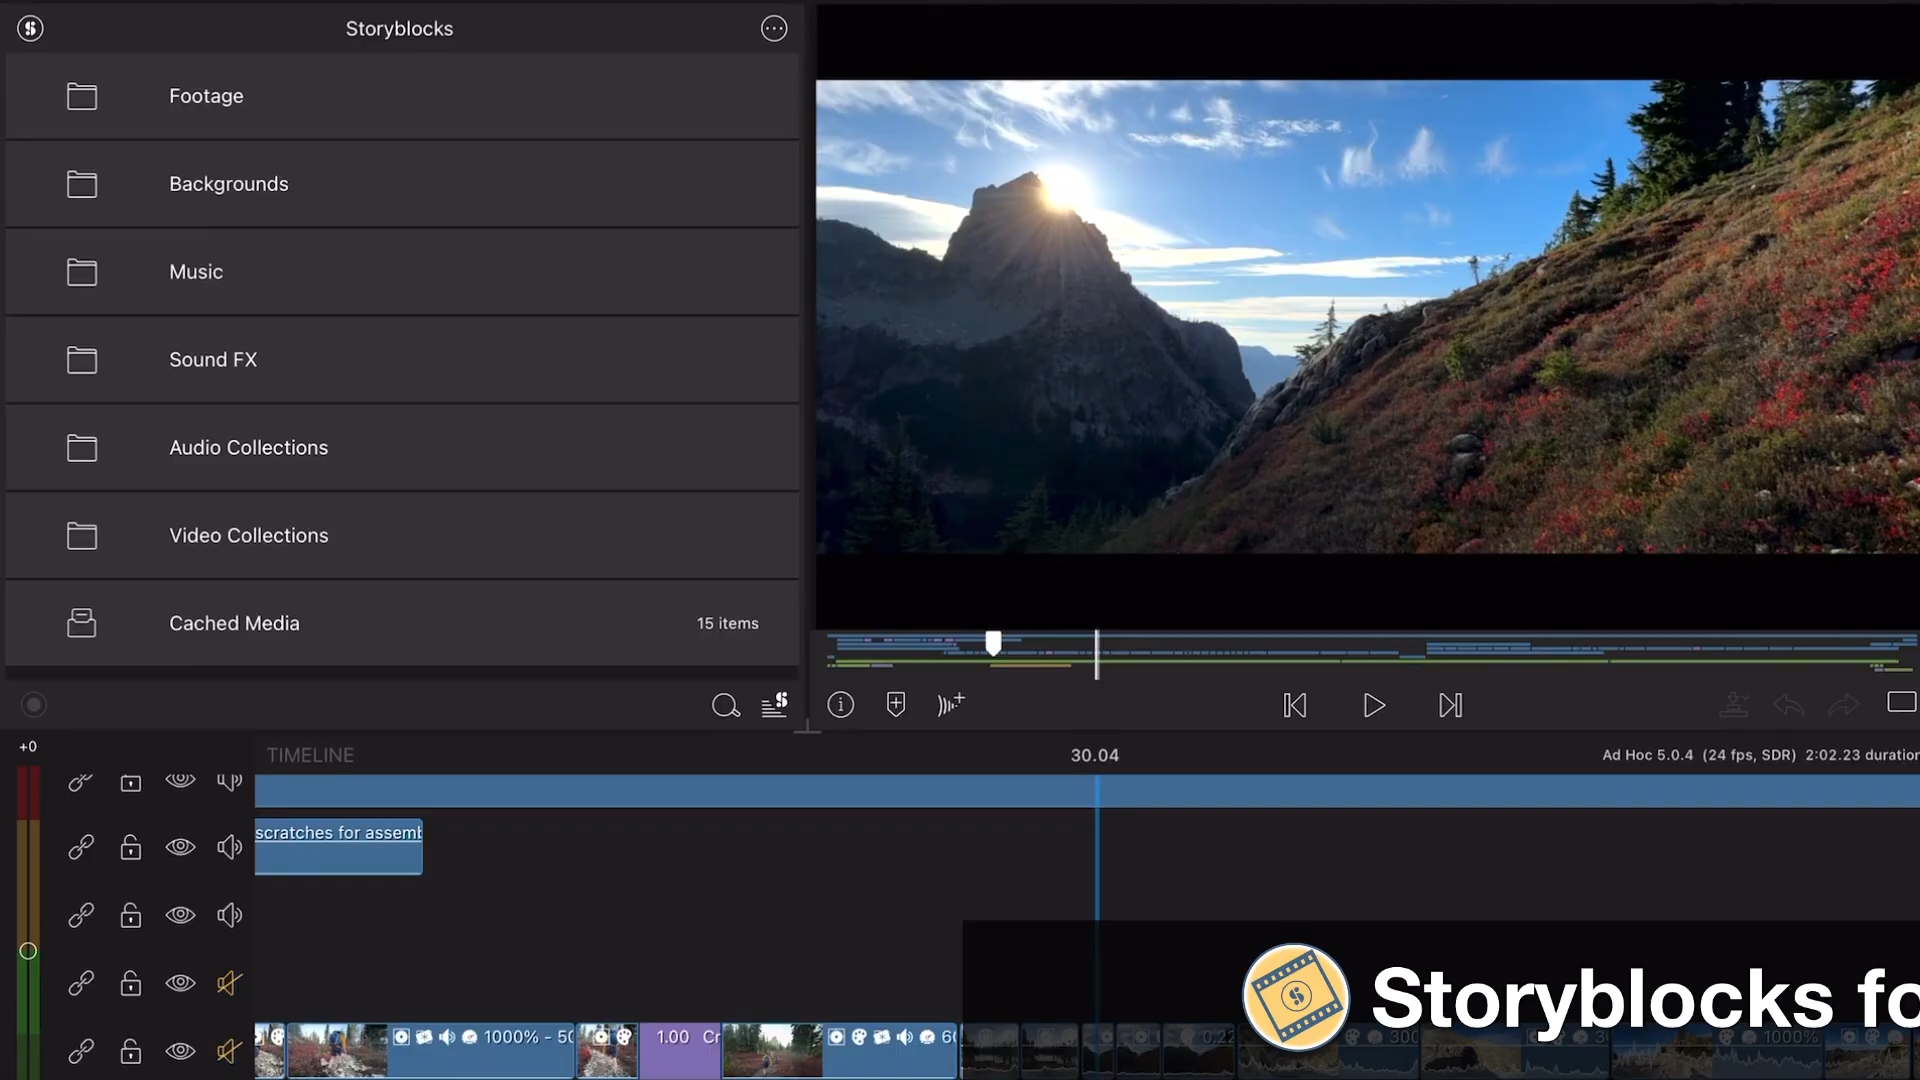 Storyblocks
Footage
Backgrounds
Music
Sound FX
Audio Collections
Video Collections
Cached Media 15 items
+0
TIMELINE 30.04 Ad Hoc 5.0.4 (24 fps, SDR) 2:02.23 duration
scratches for assemb
Storyblocks fo
1000% - 50 1.00 Cr 60 0.22 300 1000%